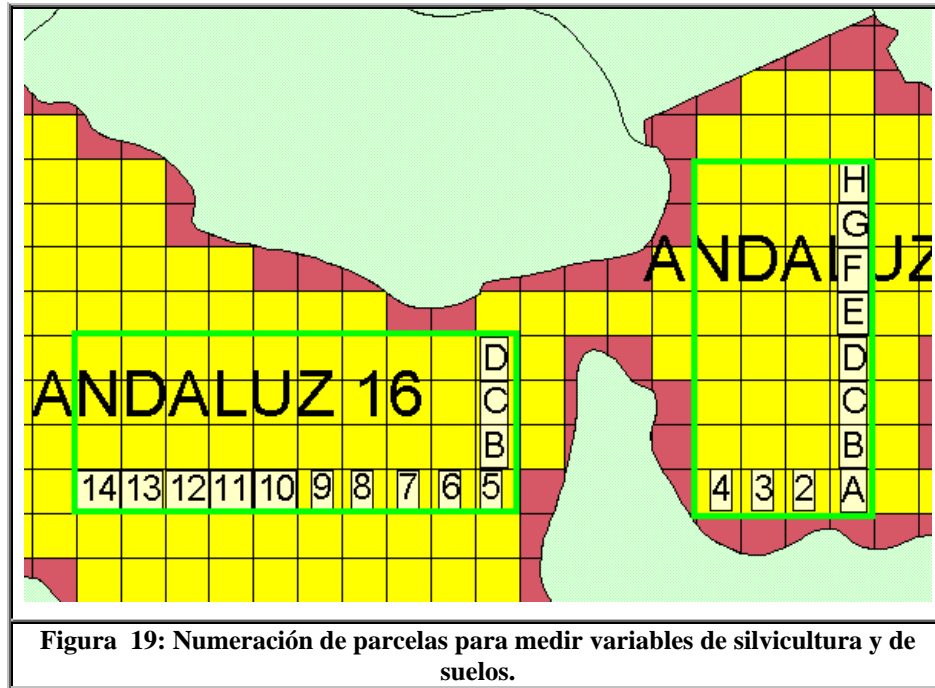 H
G
ANDALUZ
F
E
D
D
ANDALUZ 16
C
C
B
B
14 13 12 11 10 9 8 7 6 5
4 3 2 A
Figura 19: Numeración de parcelas para medir variables de silvicultura y de
suelos.